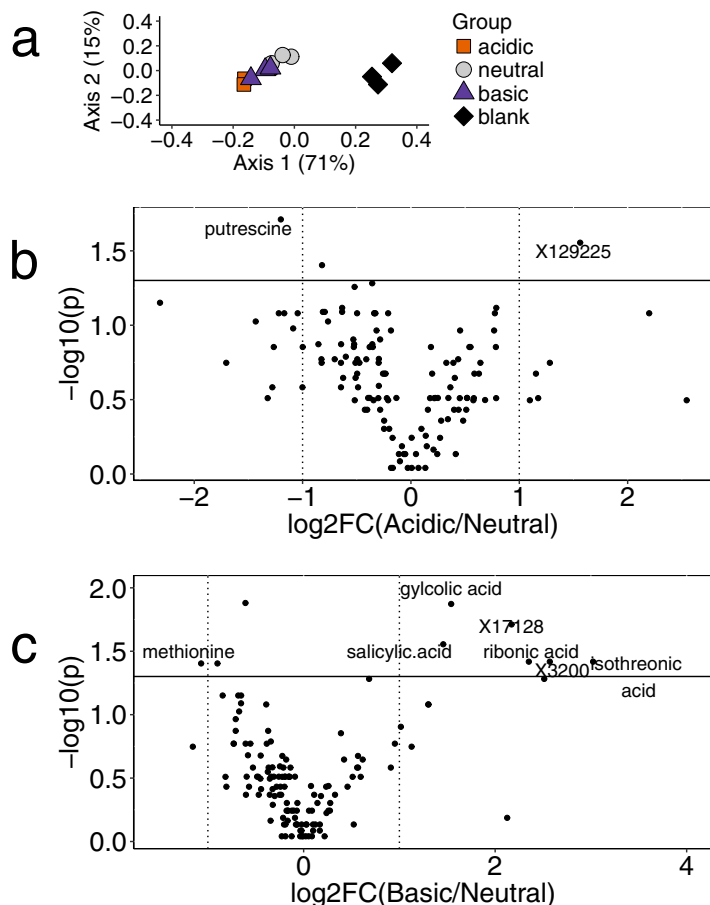 a
Axis 2 (15%)
0.4
0.2
0.0
−0.2
−0.4
−0.4 −0.2 0.0 0.2 0.4
Axis 1 (71%)
Group
acidic
neutral
basic
blank
b
−log10(p)
1.5
1.0
0.5
0.0
putrescine
X129225
−2 −1 0 1 2
log2FC(Acidic/Neutral)
c
−log10(p)
2.0
1.5
1.0
0.5
0.0
gylcolic acid
X17128
methionine salicylic.acid ribonic acid
X3200 isothreonic
acid
0 2 4
log2FC(Basic/Neutral)